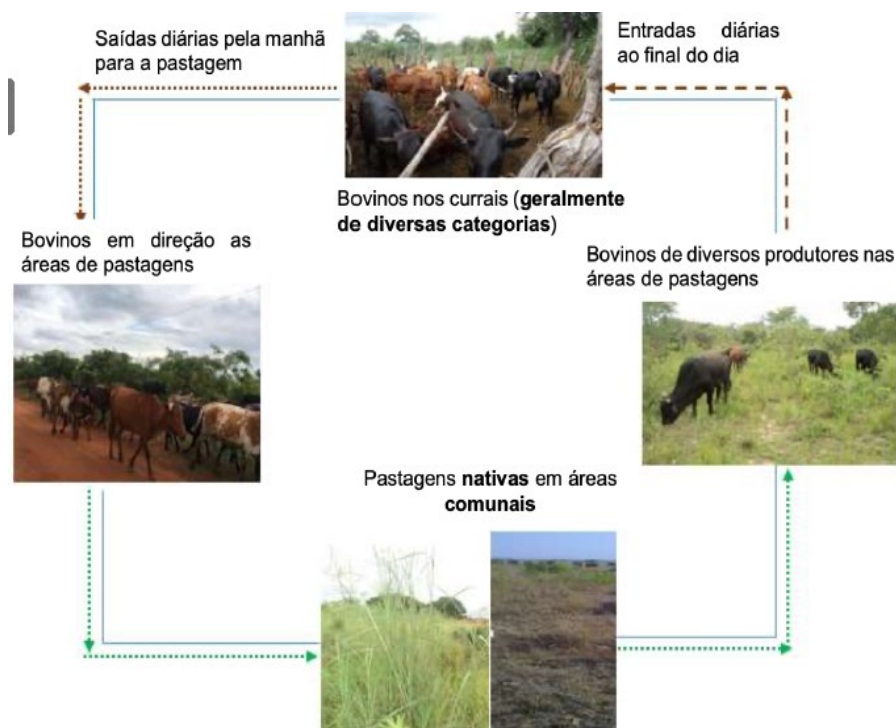 Saídas diárias pela manhã
para a pastagem
Entradas diárias
ao final do dia
Bovinos nos currais (geralmente
de diversas categorias)
Bovinos em direção as
áreas de pastagens
Bovinos de diversos produtores nas
áreas de pastagens
Pastagens nativas em áreas
comunais